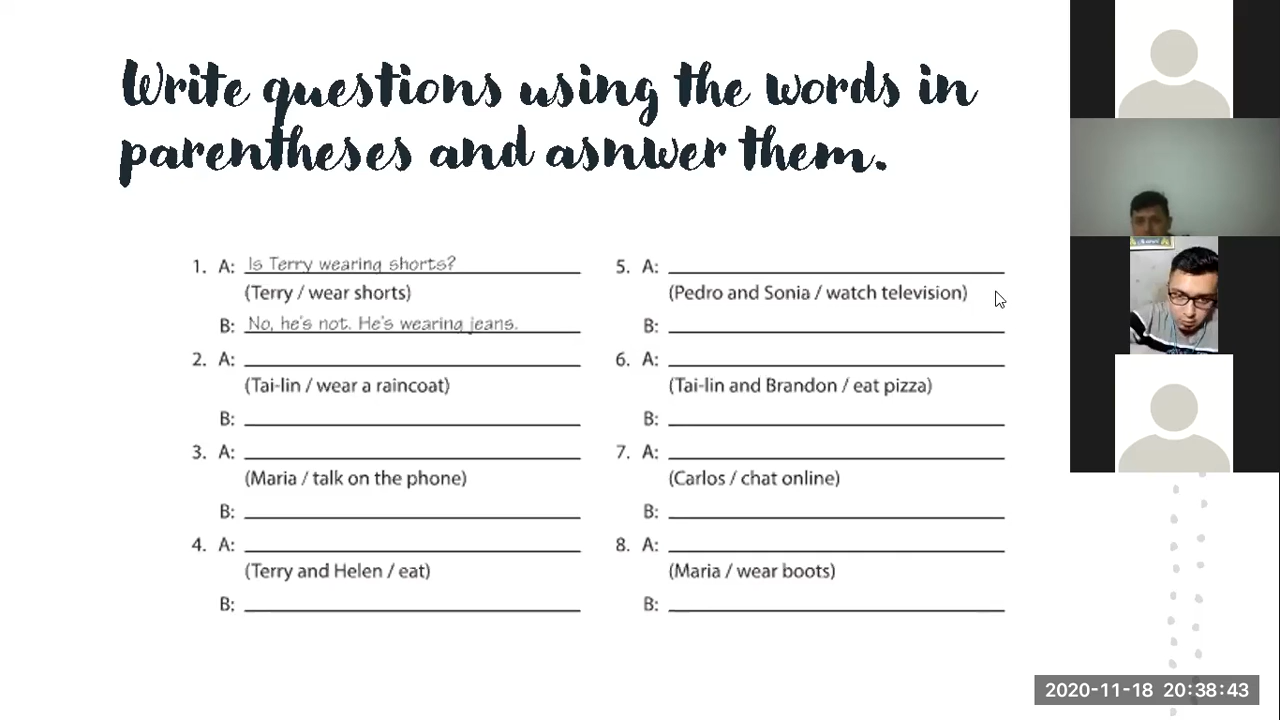 Write questions using the words in
parentheses and asnwer them.
1. A: Is Terry wearing shorts?
(Terry / wear shorts)
B: No, he's not. He's wearing jeans.
2. A:
(Tai-lin / wear a raincoat)
B:
3. A:
(Maria / talk on the phone)
B:
4. A:
(Terry and Helen / eat)
B:
5. A:
(Pedro and Sonia / watch television)
B:
6. A:
(Tai-lin and Brandon / eat pizza)
B:
7. A:
(Carlos / chat online)
B:
8. A:
(Maria / wear boots)
B:
2020-11-18 20:38:43